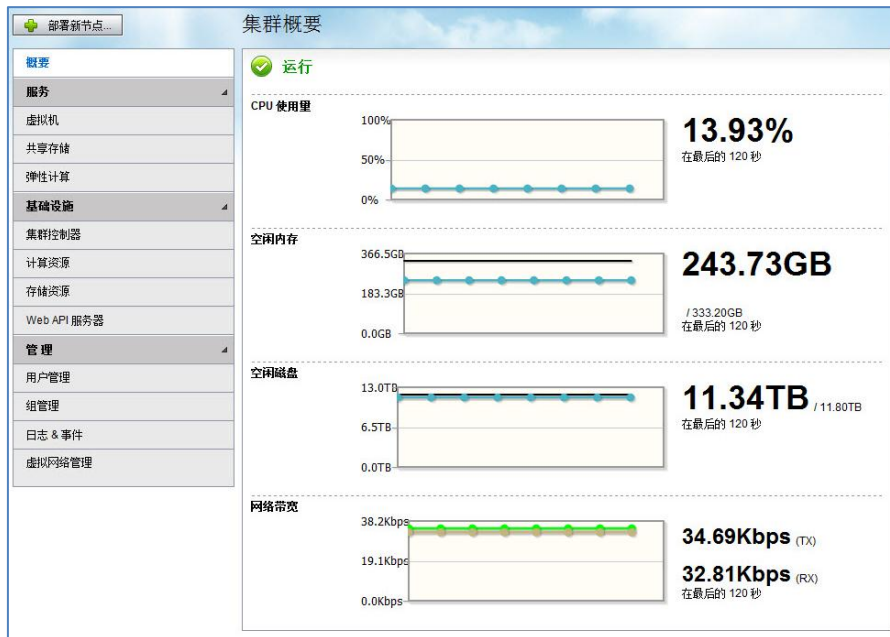 部署新节点...
集群概要
概要
服务
虚拟机
共享存储
弹性计算
基础设施
集群控制器
计算资源
存储资源
Web API 服务器
管理
用户管理
组管理
日志 & 事件
虚拟网络管理
运行
CPU 使用量
100%
50%
0%
13.93%
在最后的 120 秒
空闲内存
366.5GB
183.3GB
0.0GB
243.73GB
/ 333.20GB
在最后的 120 秒
空闲磁盘
13.0TB
6.5TB
0.0TB
11.34TB / 11.80TB
在最后的 120 秒
网络带宽
38.2Kbps
19.1Kbps
0.0Kbps
34.69Kbps (TX)
32.81Kbps (RX)
在最后的 120 秒